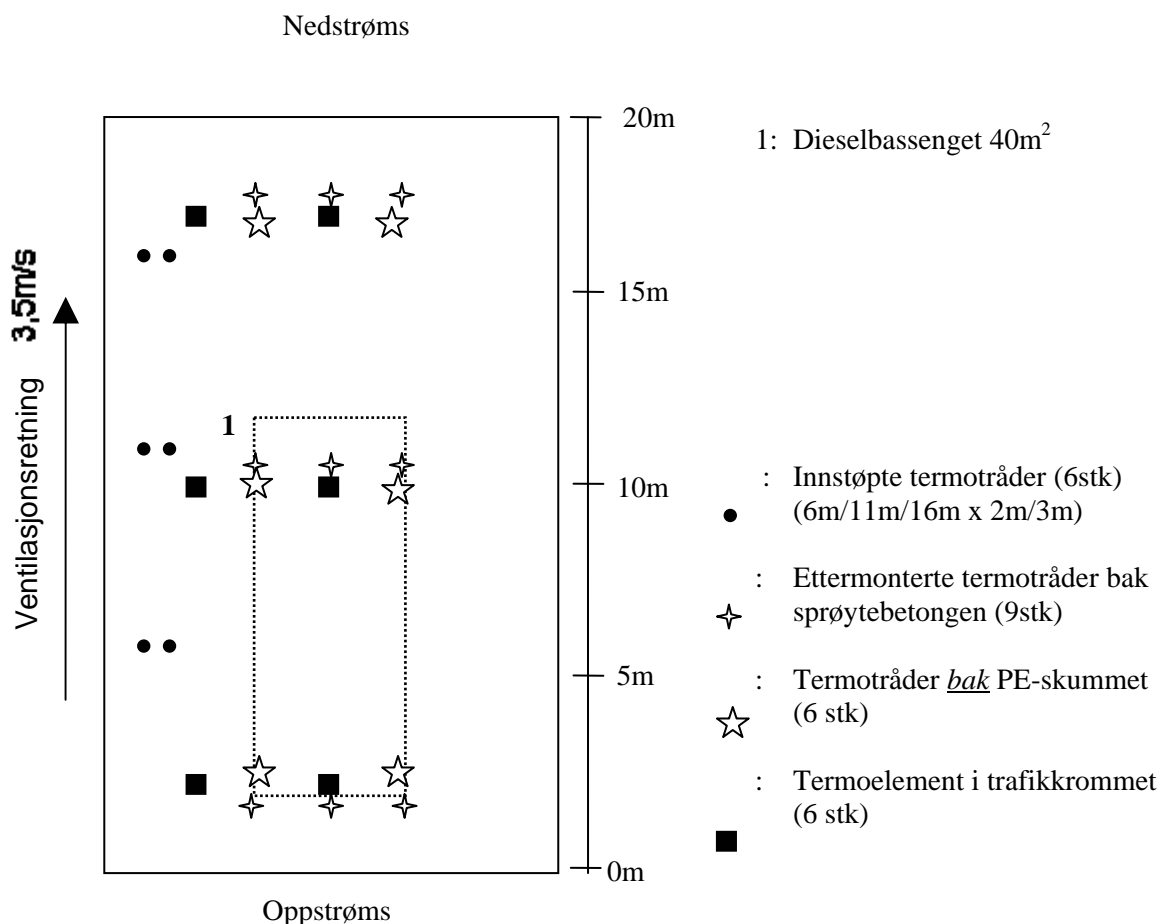 Nedstrøms
20m
1: Dieselbassenget 40m²
15m
Ventilasjonsretning 3,5m/s
1
10m
: Innstøpte termotråder (6stk)
(6m/11m/16m x 2m/3m)
: Ettermonterte termotråder bak
sprøytebetongen (9stk)
5m
: Termotråder bak PE-skummet
(6 stk)
: Termoelement i trafikkrommet
(6 stk)
0m
Oppstrøms